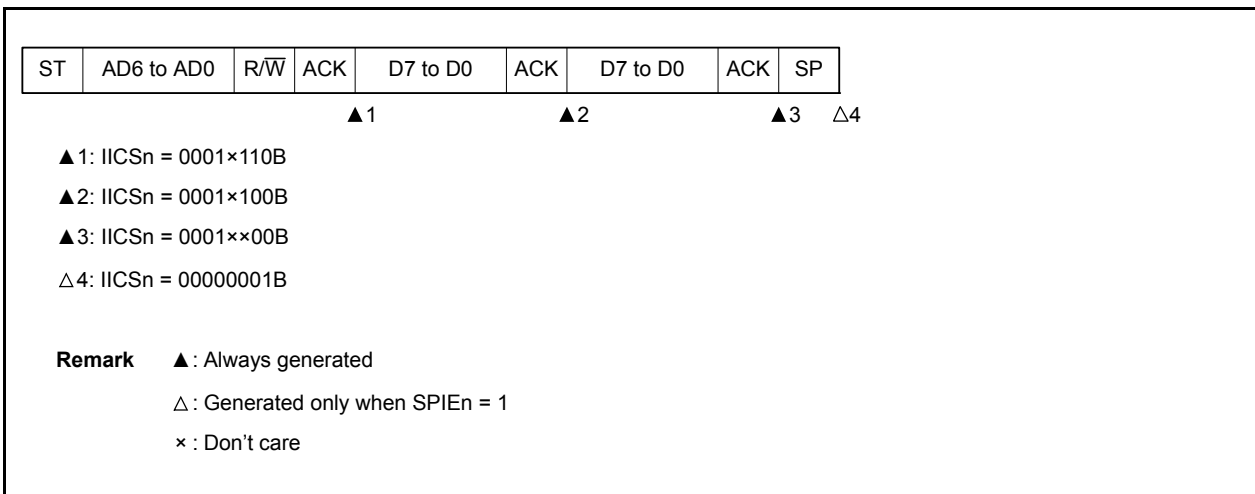 ST AD6 to AD0 R/W̅ ACK D7 to D0 ACK D7 to D0 ACK SP
▲1 ▲2 ▲3 △4
▲1: IICSn = 0001×110B
▲2: IICSn = 0001×100B
▲3: IICSn = 0001××00B
△4: IICSn = 00000001B
Remark ▲: Always generated
△: Generated only when SPIEn = 1
×: Don't care